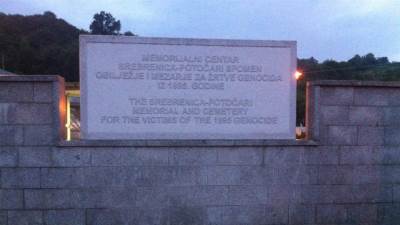 MEMORIJALNI CENTAR
SREBRENICA-POTOČARI SPOMEN
OBILJEŽJE I MEZARJE ZA ŽRTVE GENOCIDA
IZ 1995. GODINE
THE SREBRENICA-POTOČARI
MEMORIAL AND CEMETERY
FOR THE VICTIMS OF THE 1995 GENOCIDE